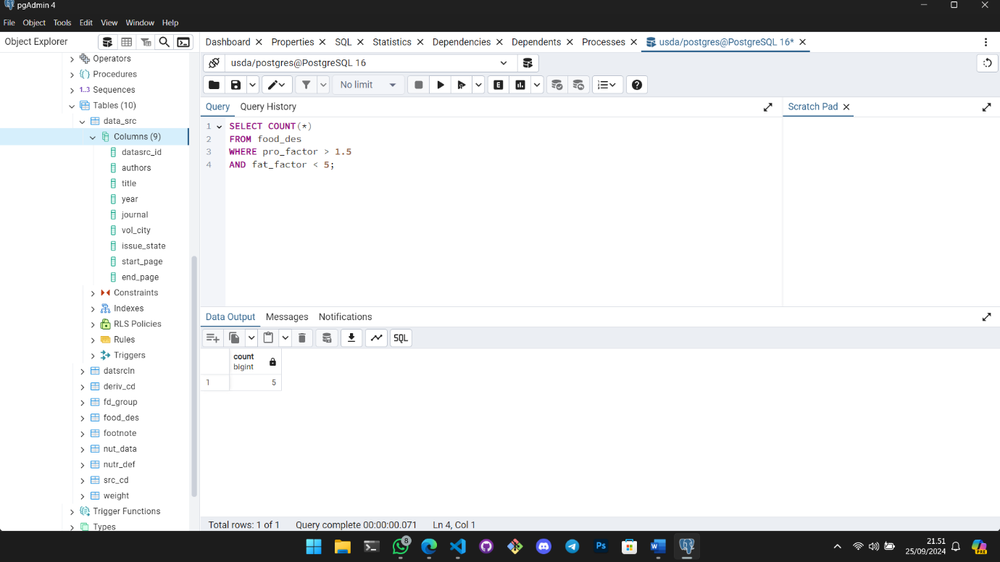 pgAdmin 4
File Object Tools Edit View Window Help
Object Explorer
Dashboard Properties SQL Statistics Dependencies Dependents Processes usda/postgres@PostgreSQL 16*
Operators
Procedures
1..3 Sequences
Tables (10)
data_src
Columns (9)
datasrc_id
authors
title
year
journal
vol_city
issue_state
start_page
end_page
Constraints
Indexes
RLS Policies
Rules
Triggers
datsrcln
deriv_cd
fd_group
food_des
footnote
nut_data
nutr_def
src_cd
weight
Trigger Functions
Types
usda/postgres@PostgreSQL 16
No limit
E
Query Query History
Scratch Pad
1 SELECT COUNT(*)
2 FROM food_des
3 WHERE pro_factor > 1.5
4 AND fat_factor < 5;
Data Output Messages Notifications
SQL
count
bigint
1 5
Total rows: 1 of 1 Query complete 00:00:00.071 Ln 4, Col 1
8
Ps
W
21.51
25/09/2024
PRE